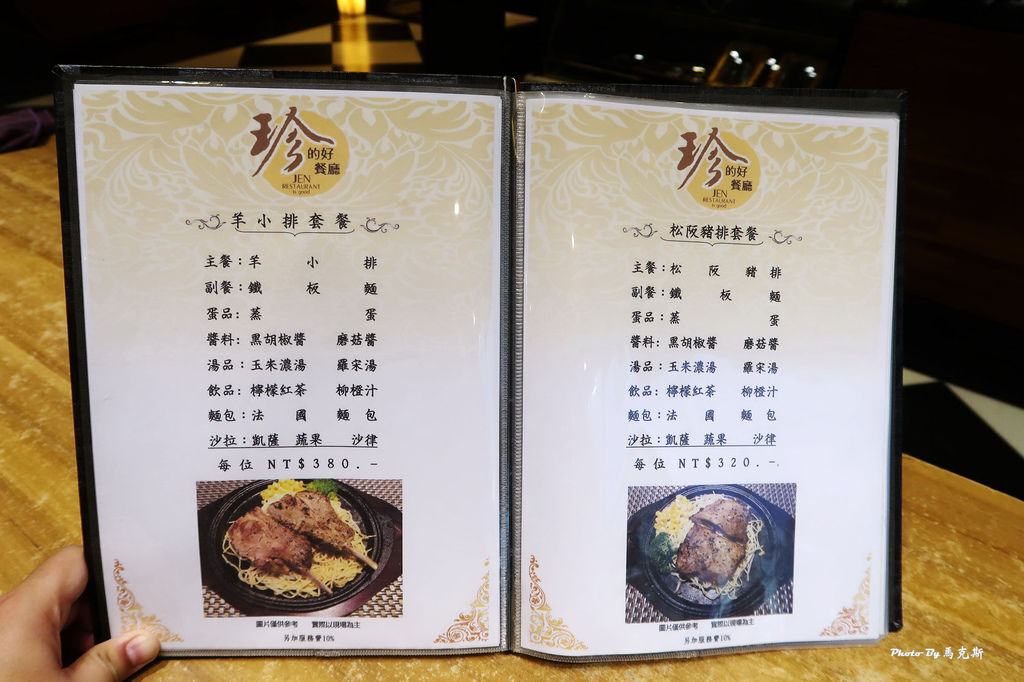 珍
的好
餐廳
JEN
RESTAURANT
is good
羊小排套餐
主餐：羊 小 排
副餐：鐵 板 麵
蛋品：蒸 蛋
醬料：黑胡椒醬 磨菇醬
湯品：玉米濃湯 羅宋湯
飲品：檸檬紅茶 柳橙汁
麵包：法 國 麵 包
沙拉：凱薩 蔬果 沙律
每位 NT$380.-
圖片僅供參考 實際以現場為主
另加服務費10%
珍
的好
餐廳
JEN
RESTAURANT
is good
松阪豬排套餐
主餐：松 阪 豬 排
副餐：鐵 板 麵
蛋品：蒸 蛋
醬料：黑胡椒醬 磨菇醬
湯品：玉米濃湯 羅宋湯
飲品：檸檬紅茶 柳橙汁
麵包：法 國 麵 包
沙拉：凱薩 蔬果 沙律
每位 NT$320.-
圖片僅供參考 實際以現場為主
另加服務費10%
Photo By 馬克斯